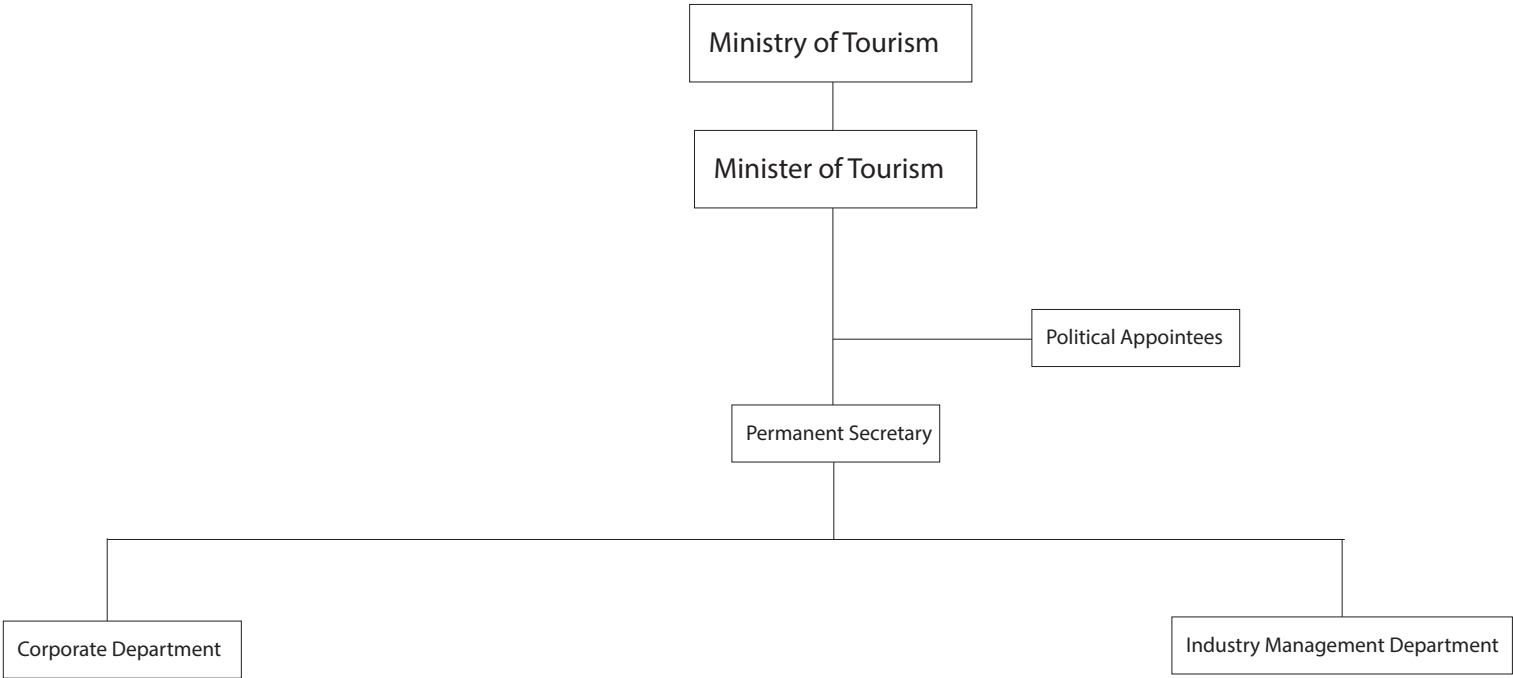 Ministry of Tourism
Minister of Tourism
Political Appointees
Permanent Secretary
Corporate Department
Industry Management Department